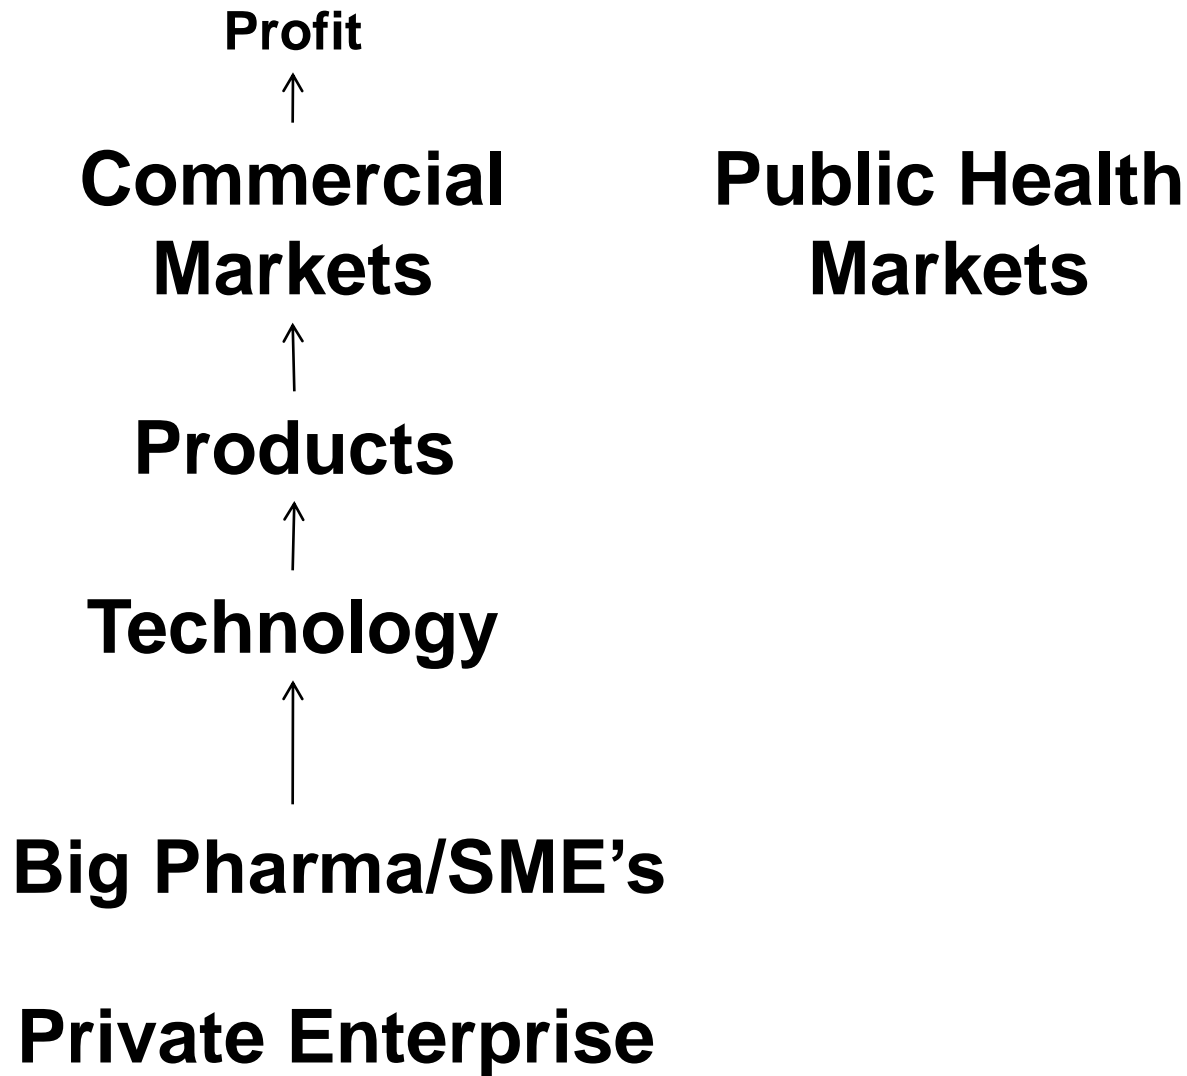 Profit
Commercial
Markets
Public Health
Markets
Products
Technology
Big Pharma/SME’s
Private Enterprise